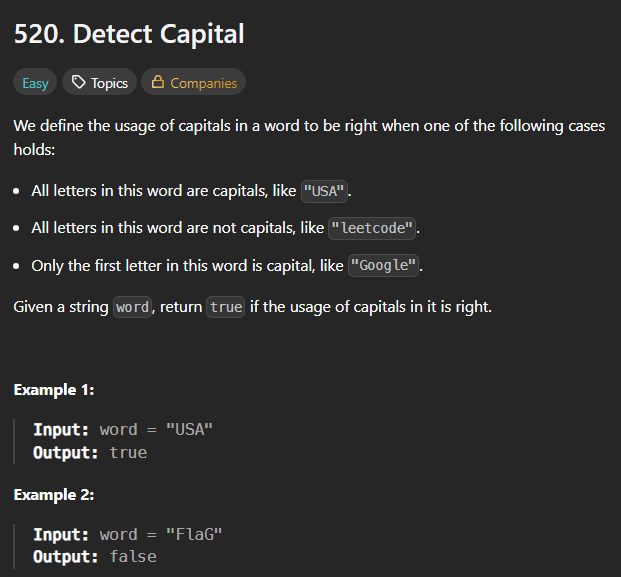 520. Detect Capital
Easy Topics Companies
We define the usage of capitals in a word to be right when one of the following cases
holds:
• All letters in this word are capitals, like "USA".
• All letters in this word are not capitals, like "leetcode".
• Only the first letter in this word is capital, like "Google".
Given a string word, return true if the usage of capitals in it is right.
Example 1:
Input: word = "USA"
Output: true
Example 2:
Input: word = "FlaG"
Output: false